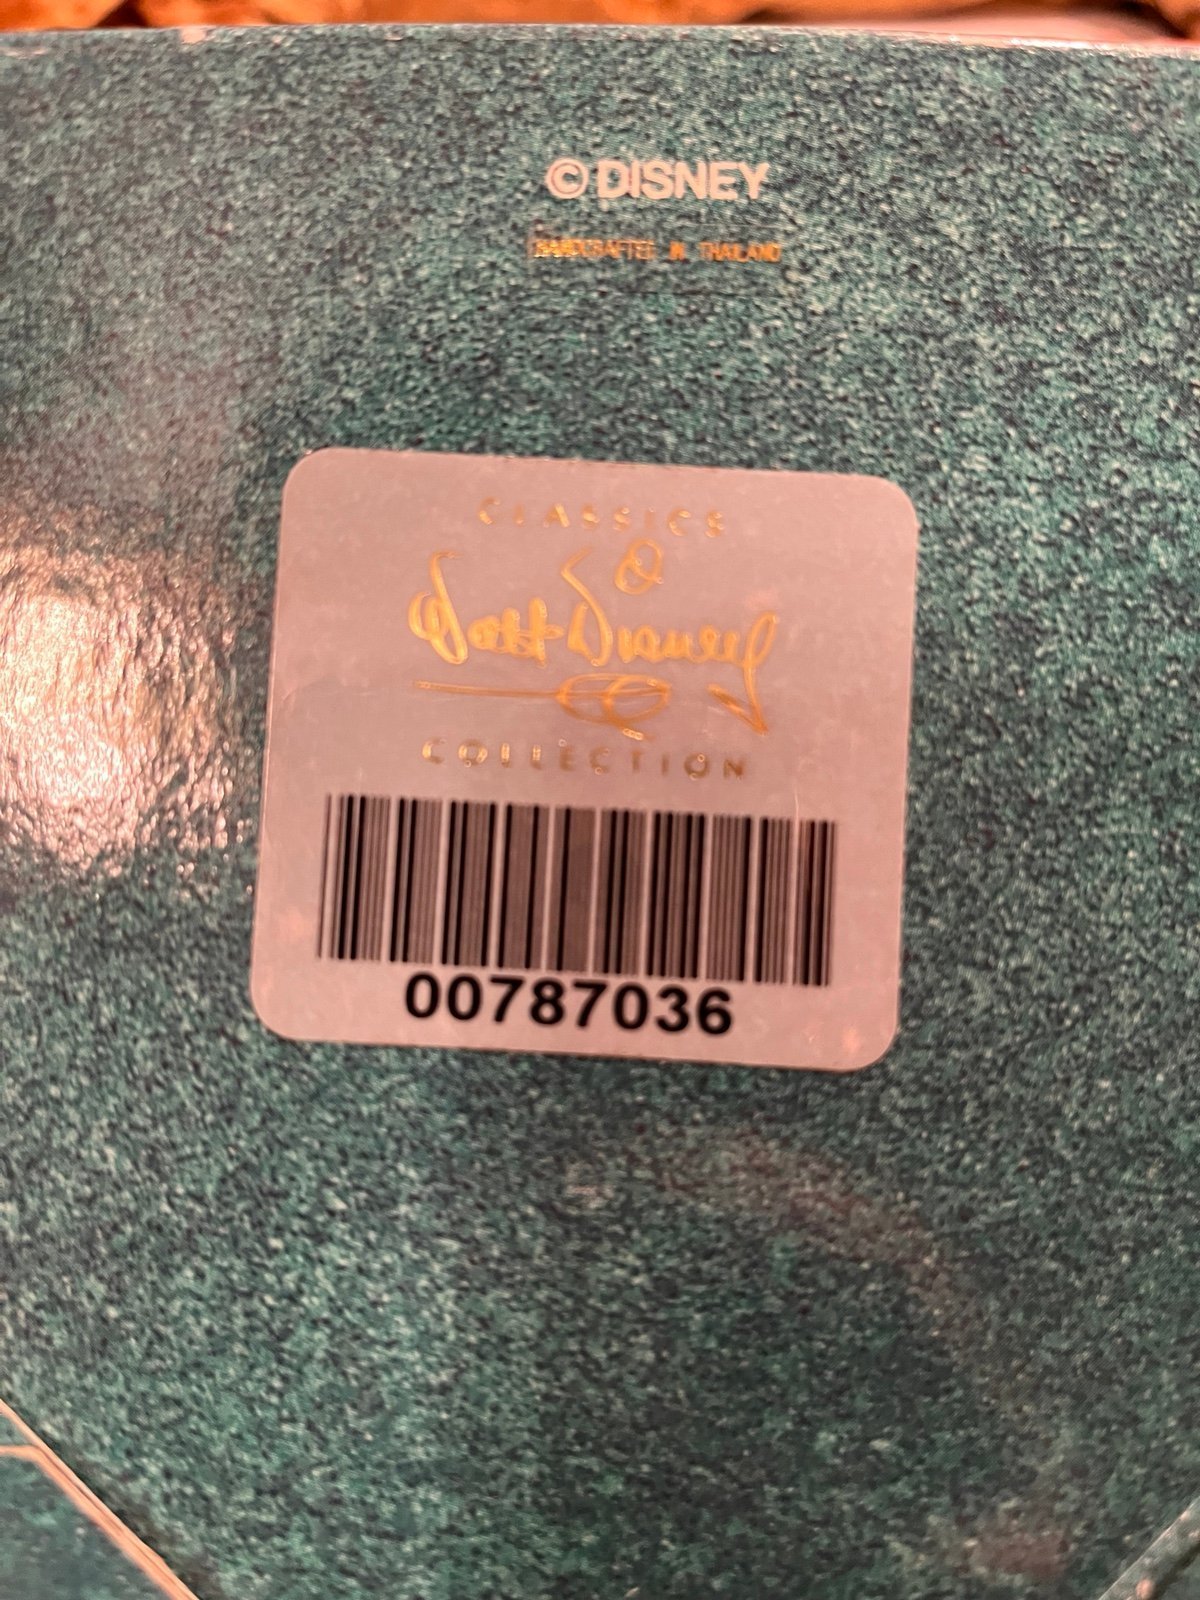 © DISNEY
HANDCRAFTED IN THAILAND
CLASSICS
Walt Disney
COLLECTION
00787036